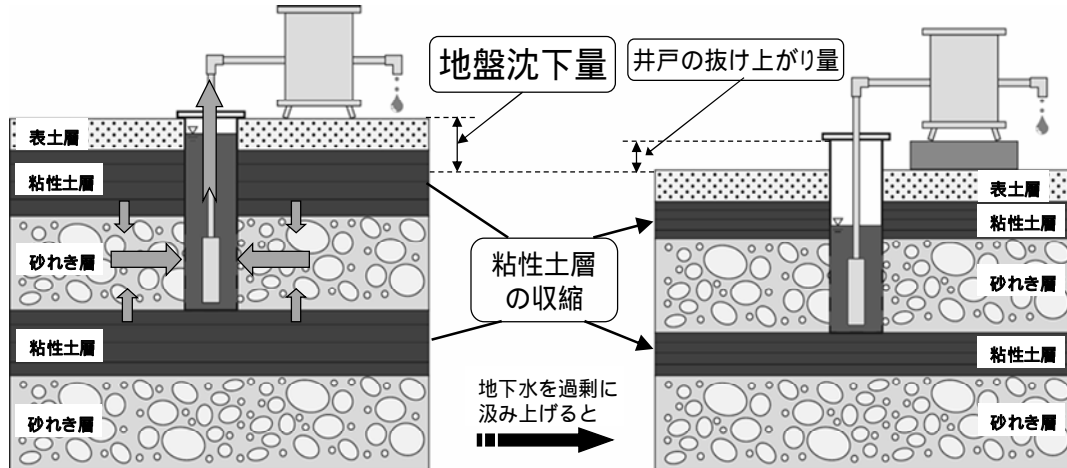 地盤沈下量
井戸の抜け上がり量
表土層
粘性土層
砂れき層
粘性土層
砂れき層
粘性土層
の収縮
地下水を過剰に
汲み上げると
表土層
粘性土層
砂れき層
粘性土層
砂れき層